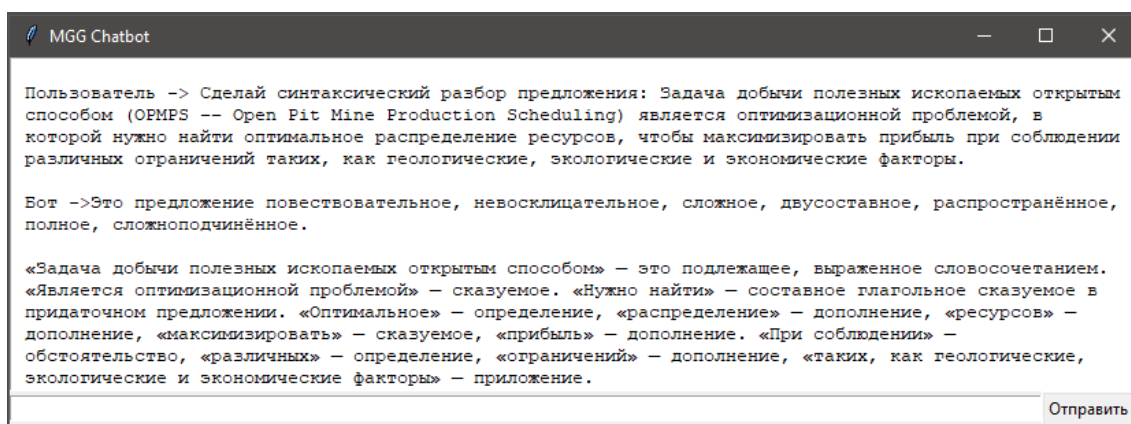 MGG Chatbot
Пользователь -> Сделай синтаксический разбор предложения: Задача добычи полезных ископаемых открытым
способом (OPMPS -- Open Pit Mine Production Scheduling) является оптимизационной проблемой, в
которой нужно найти оптимальное распределение ресурсов, чтобы максимизировать прибыль при соблюдении
различных ограничений таких, как геологические, экологические и экономические факторы.
Бот ->Это предложение повествовательное, невосклицательное, сложное, двусоставное, распространённое,
полное, сложноподчинённое.
«Задача добычи полезных ископаемых открытым способом» — это подлежащее, выраженное словосочетанием.
«Является оптимизационной проблемой» — сказуемое. «Нужно найти» — составное глагольное сказуемое в
придаточном предложении. «Оптимальное» — определение, «распределение» — дополнение, «ресурсов» —
дополнение, «максимизировать» — сказуемое, «прибыль» — дополнение. «При соблюдении» —
обстоятельство, «различных» — определение, «ограничений» — дополнение, «таких, как геологические,
экологические и экономические факторы» — приложение.
Отправить